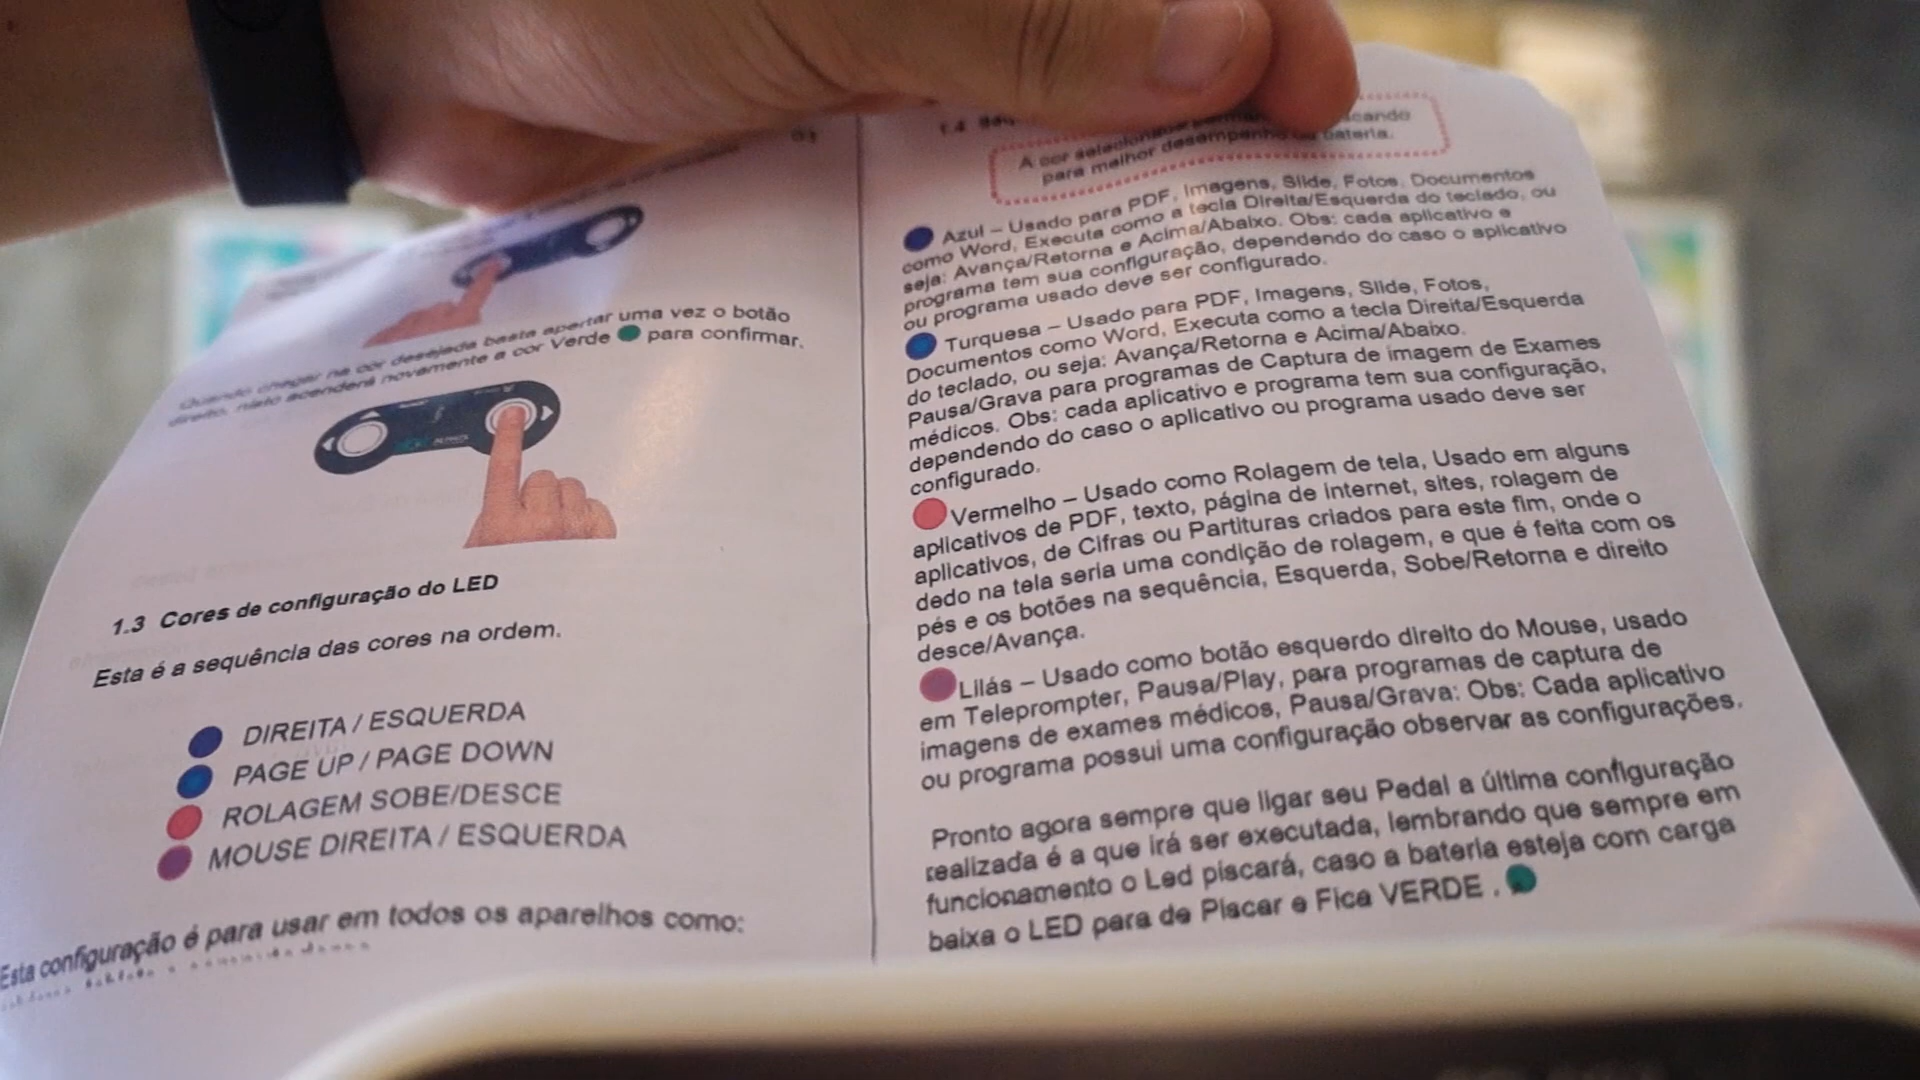 01
Quando chegar na cor desejada basta apertar uma vez o botão
direito, nisto acenderá novamente a cor Verde para confirmar.
1.3 Cores de configuração do LED
Esta é a sequência das cores na ordem.
DIREITA / ESQUERDA
PAGE UP / PAGE DOWN
ROLAGEM SOBE/DESCE
MOUSE DIREITA / ESQUERDA
Esta configuração é para usar em todos os aparelhos como:
1.4
A cor
para melhor desempenho da bateria.
Azul – Usado para PDF, Imagens, Slide, Fotos, Documentos
como Word, Executa como a tecla Direita/Esquerda do teclado, ou
seja: Avança/Retorna e Acima/Abaixo. Obs: cada aplicativo e
programa tem sua configuração, dependendo do caso o aplicativo
ou programa usado deve ser configurado.
Turquesa – Usado para PDF, Imagens, Slide, Fotos,
Documentos como Word, Executa como a tecla Direita/Esquerda
do teclado, ou seja: Avança/Retorna e Acima/Abaixo.
Pausa/Grava para programas de Captura de imagem de Exames
médicos. Obs: cada aplicativo e programa tem sua configuração,
dependendo do caso o aplicativo ou programa usado deve ser
configurado.
Vermelho – Usado como Rolagem de tela, Usado em alguns
aplicativos de PDF, texto, página de internet, sites, rolagem de
aplicativos, de Cifras ou Partituras criados para este fim, onde o
dedo na tela seria uma condição de rolagem, e que é feita com os
pés e os botões na sequência, Esquerda, Sobe/Retorna e direito
desce/Avança.
Lilás – Usado como botão esquerdo direito do Mouse, usado
em Teleprompter, Pausa/Play, para programas de captura de
imagens de exames médicos, Pausa/Grava: Obs: Cada aplicativo
ou programa possui uma configuração observar as configurações.
Pronto agora sempre que ligar seu Pedal a última configuração
realizada é a que irá ser executada, lembrando que sempre em
funcionamento o Led piscará, caso a bateria esteja com carga
baixa o LED para de Piscar e Fica VERDE .